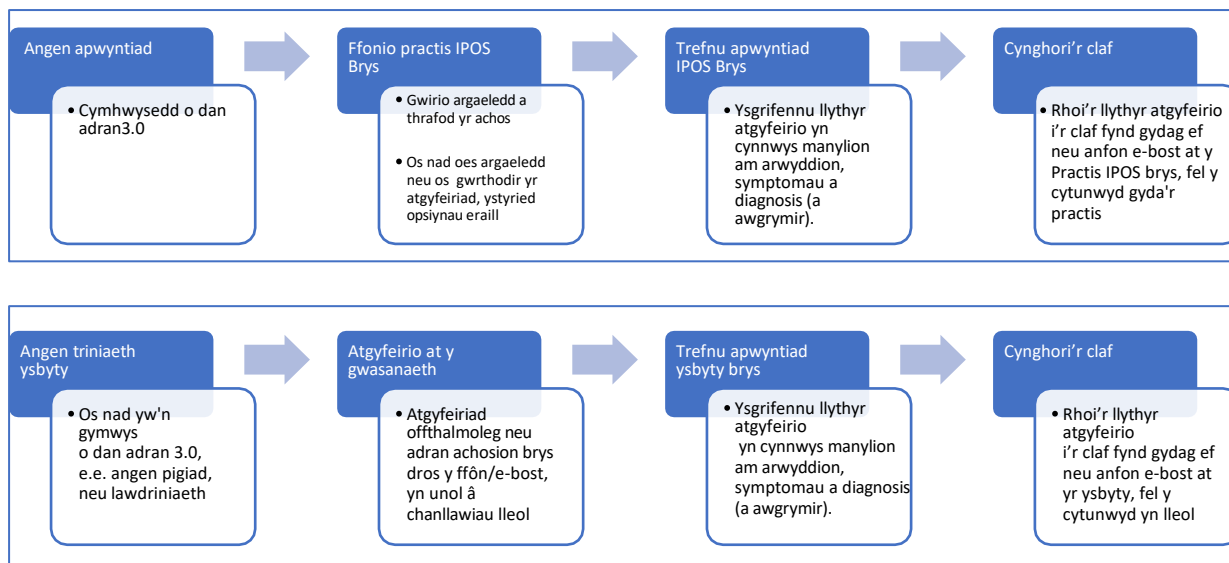 Angen apwyntiad
• Cymhwysedd o dan
adran3.0
Ffonio practis IPOS
Brys
• Gwirio argaeledd a
thrafod yr achos
• Os nad oes argaeledd
neu os gwrthodir yr
atgyfeiriad, ystyried
opsiynau eraill
Trefnu apwyntiad
IPOS Brys
• Ysgrifennu llythyr
atgyfeirio yn
cynnwys manylion
am arwyddion,
symptomau a
diagnosis (a
awgrymir).
Cynghori'r claf
• Rhoi'r llythyr atgyfeirio
i'r claf fynd gydag ef
neu anfon e-bost at y
Practis IPOS brys, fel y
cytunwyd gyda'r
practis
Angen triniaeth
ysbyty
• Os nad yw'n
gymwys
o dan adran 3.0,
e.e. angen pigiad,
neu lawdriniaeth
Atgyfeirio at y
gwasanaeth
• Atgyfeiriad
offthalmoleg neu
adran achosion brys
dros y ffôn/e-bost,
yn unol â
chanllawiau lleol
Trefnu apwyntiad
ysbyty brys
• Ysgrifennu llythyr
atgyfeirio
yn cynnwys manylion
am arwyddion,
symptomau a diagnosis
(a awgrymir).
Cynghori'r claf
• Rhoi'r llythyr
atgyfeirio
i'r claf fynd gydag ef
neu anfon e-bost at
yr ysbyty, fel y
cytunwyd yn lleol